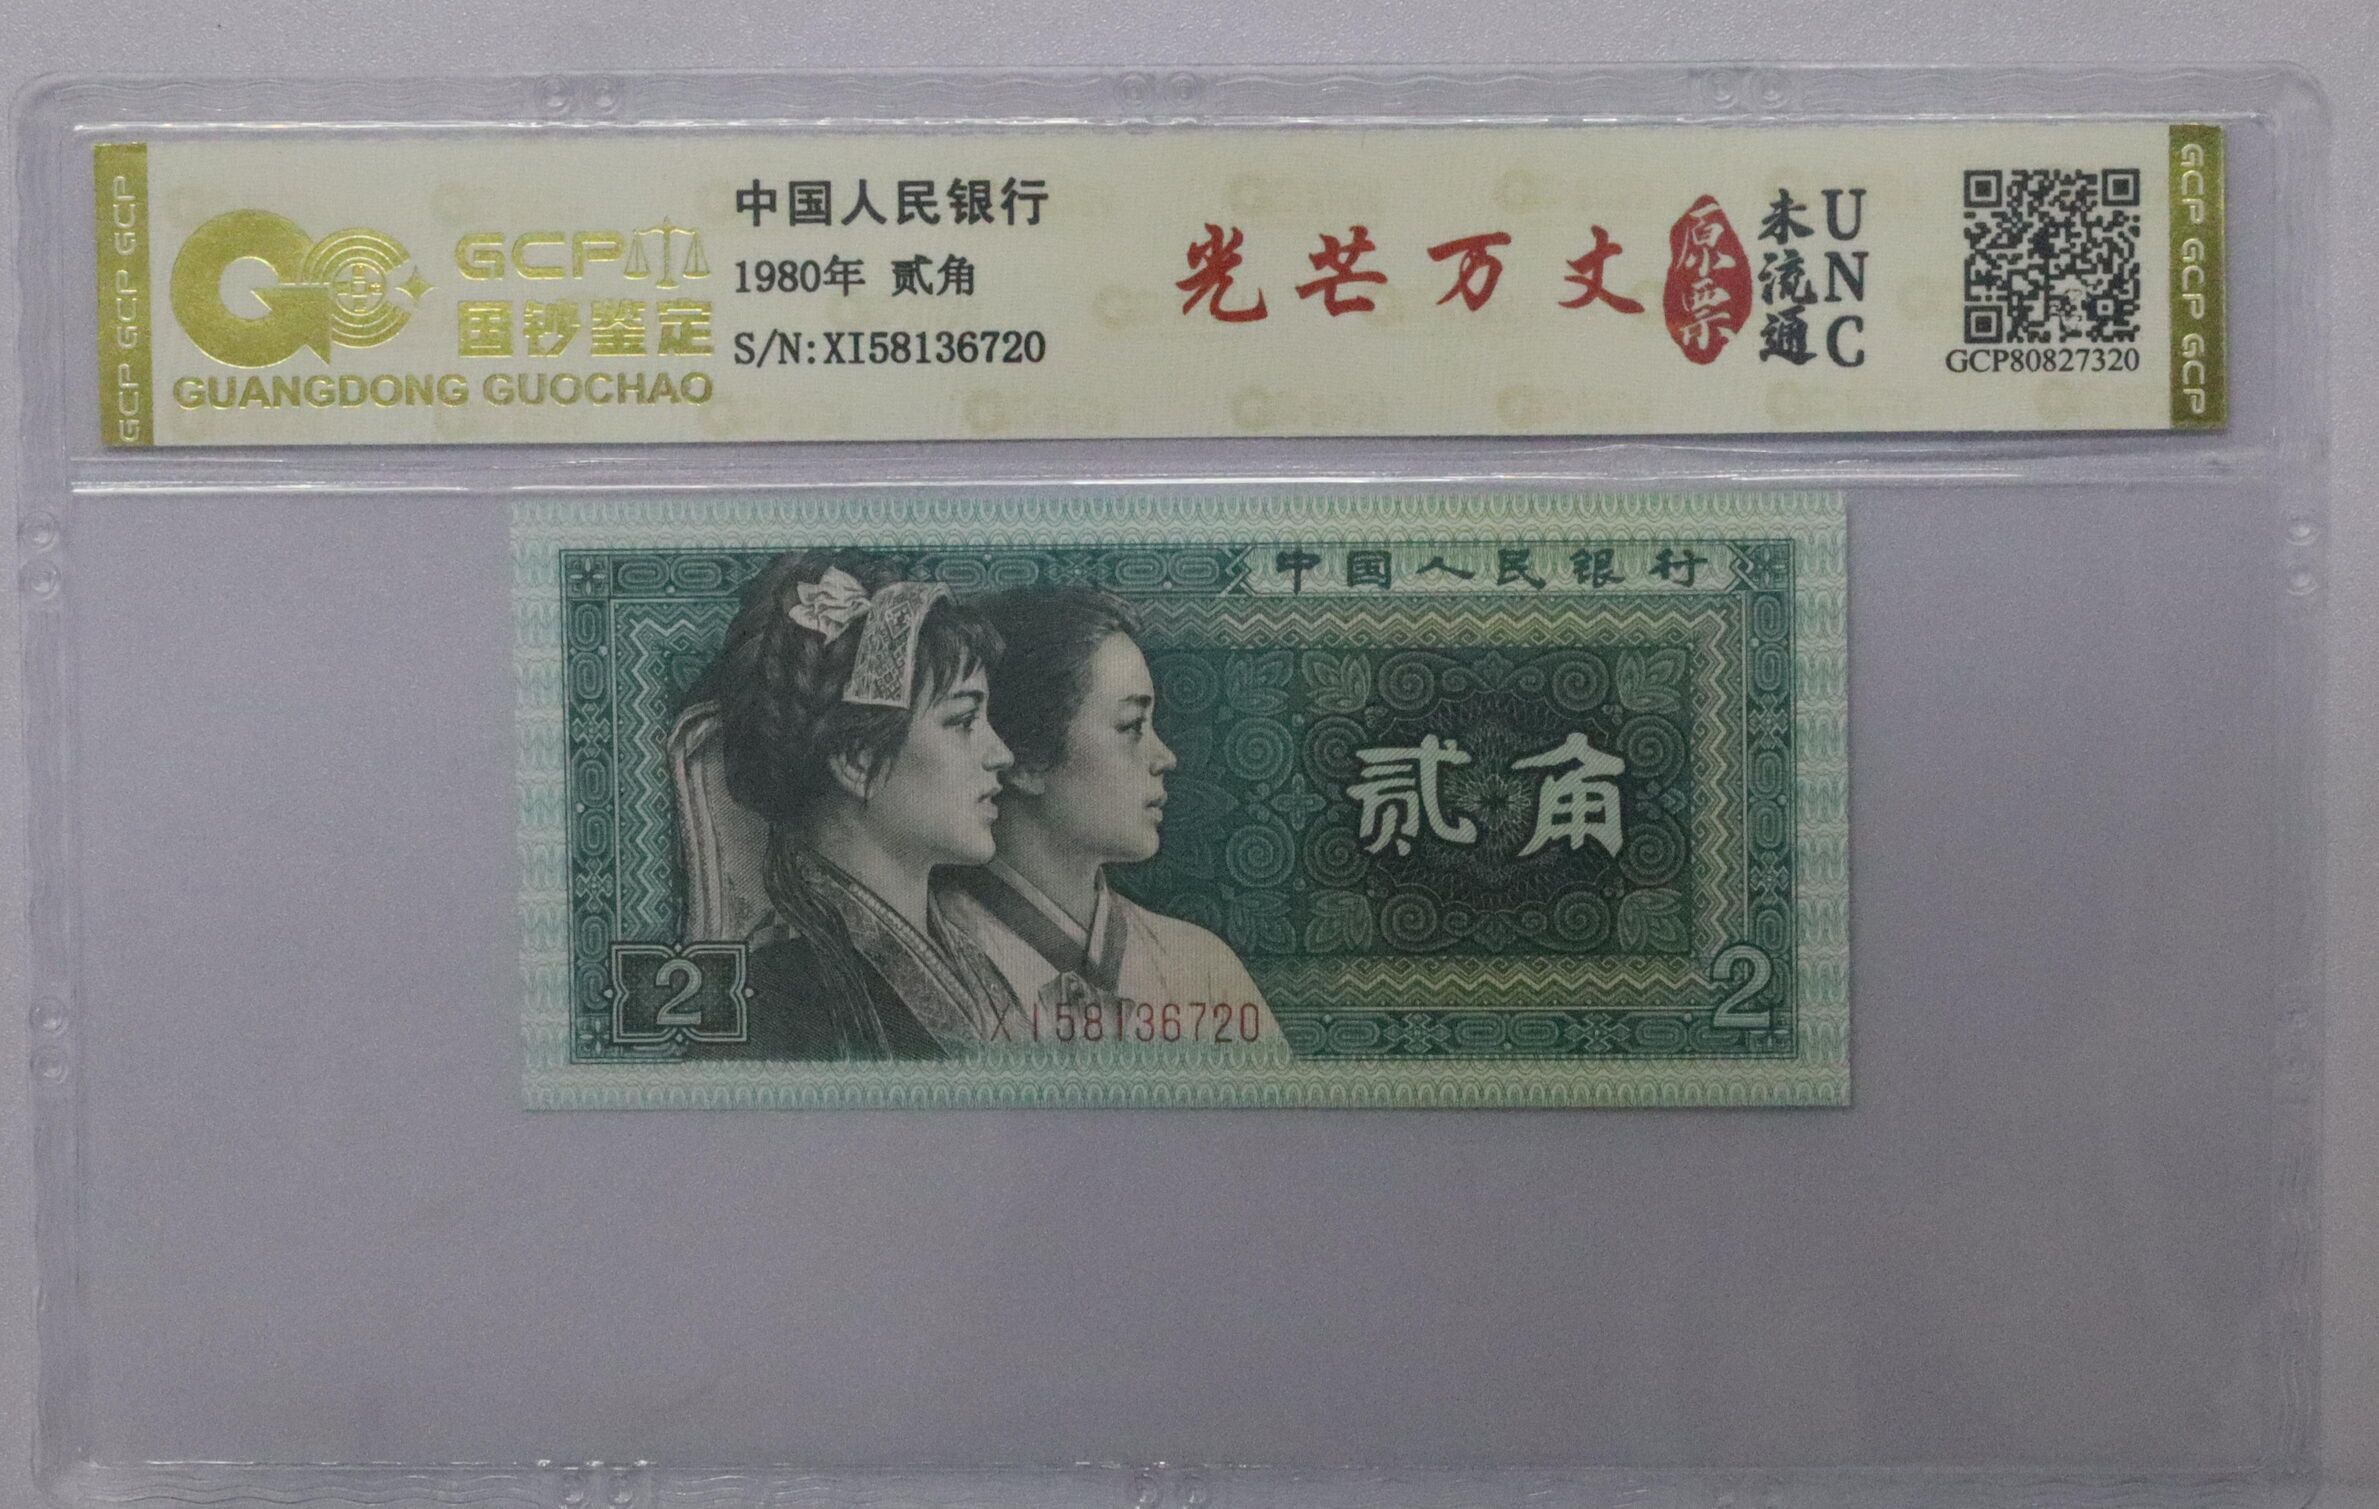 GCP GCP GCP
GCP
国钞鉴定
GUANGDONG GUOCHAO
中国人民银行
1980年 贰角
S/N:XI58136720
光芒万丈
原票
未流通
UNC
GCP80827320
GCP GCP GCP
中国人民银行
贰角
2
XI58136720
2